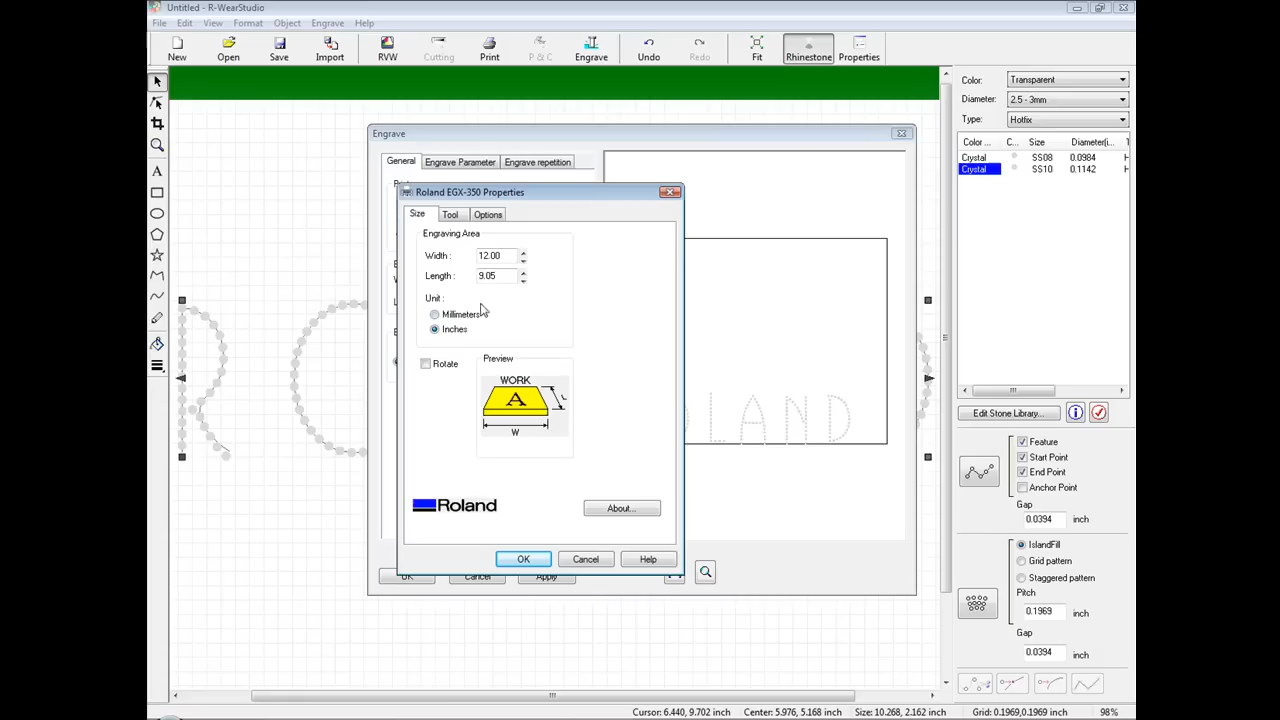 Untitled - R-WearStudio
File Edit View Format Object Engrave Help
New Open Save Import RVW Cutting Print P & C Engrave Undo Redo Fit Rhinestone Properties
Color: Transparent
Diameter: 2.5 - 3mm
Type: Hotfix
Color ... C... Size Diameter(i...
Crystal SS08 0.0984 H
Crystal SS10 0.1142 H
Edit Stone Library...
Feature
Start Point
End Point
Anchor Point
Gap
0.0394 inch
IslandFill
Grid pattern
Staggered pattern
Pitch
0.1969 inch
Gap
0.0394 inch
Engrave
General Engrave Parameter Engrave repetition
OK Cancel Apply
Roland EGX-350 Properties
Size Tool Options
Engraving Area
Width : 12.00
Length : 9.05
Unit :
Millimeters
Inches
Rotate
Preview
WORK
A
L
W
Roland
About...
OK Cancel Help
R O
LAND
Cursor: 6.440, 9.702 inch Center: 5.976, 5.168 inch Size: 10.268, 2.162 inch Grid: 0.1969,0.1969 inch 98%